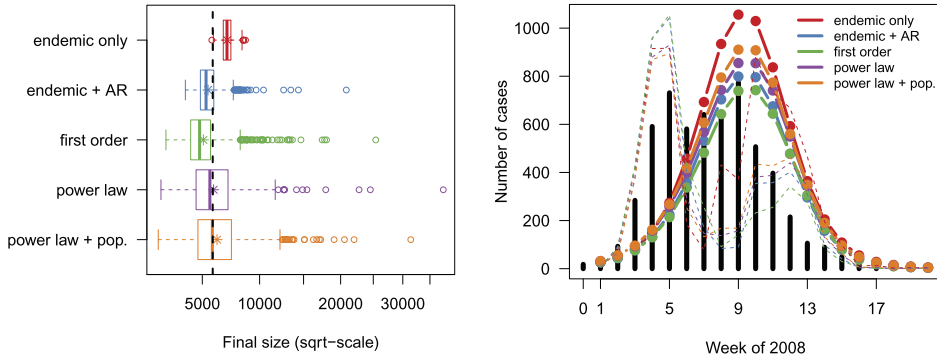 endemic only
endemic + AR
first order
power law
power law + pop.
5000 10000 20000 30000
Final size (sqrt−scale)
Number of cases
1000
800
600
400
200
0
endemic only
endemic + AR
first order
power law
power law + pop.
0 1 5 9 13 17
Week of 2008